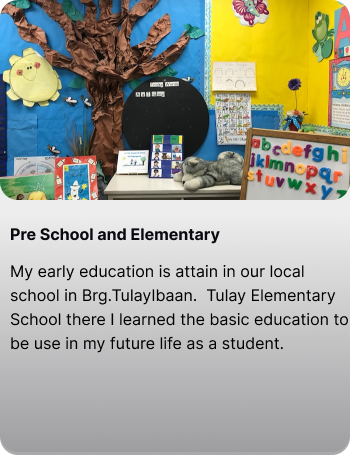 abcdefghi
jklmnopqr
stuvwxyz
Pre School and Elementary
My early education is attain in our local
school in Brg.TulayIbaan.  Tulay Elementary
School there I learned the basic education to
be use in my future life as a student.